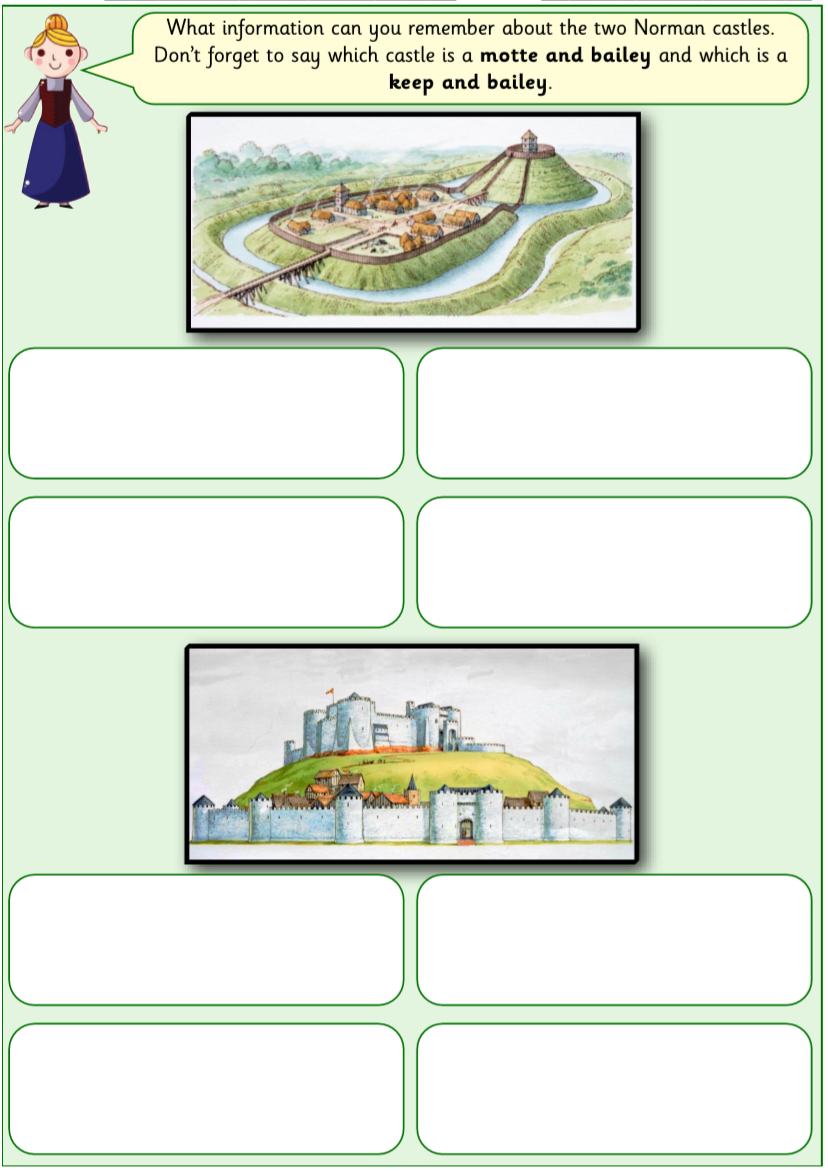 What information can you remember about the two Norman castles.
Don't forget to say which castle is a motte and bailey and which is a
keep and bailey.